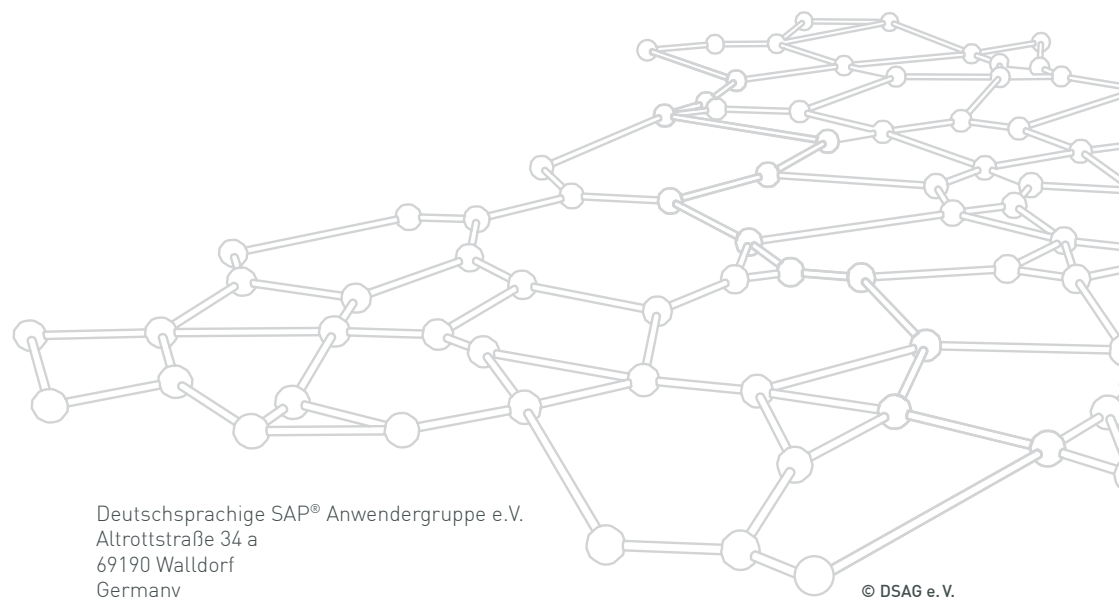 Deutschsprachige SAP® Anwendergruppe e.V.
Altrottstraße 34 a
69190 Walldorf
Germany
© DSAG e. V.